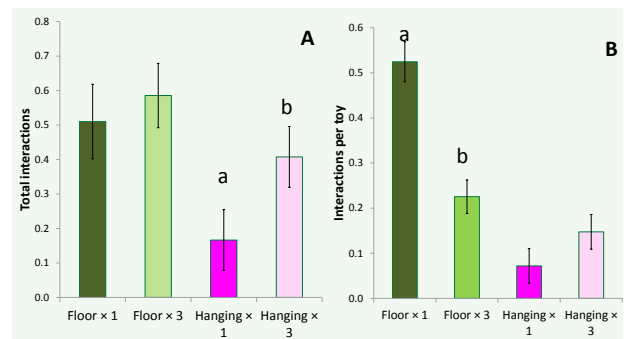 A
Total interactions
0.8
0.7
0.6
0.5
0.4
0.3
0.2
0.1
0.0
a
b
Floor × 1
Floor × 3
Hanging ×
1
Hanging ×
3
B
Interactions per toy
0.6
0.5
0.4
0.3
0.2
0.1
0.0
a
b
Floor × 1
Floor × 3
Hanging ×
1
Hanging ×
3